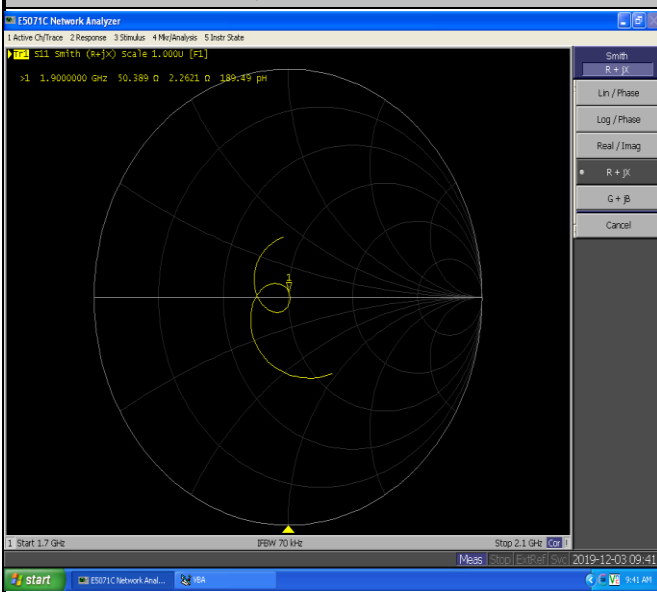 E5071C Network Analyzer
1 Active Ch/Trace 2 Response 3 Stimulus 4 Mkr/Analysis 5 Instr State
Tr1 S11 Smith (R+jX) Scale 1.000U [F1]
>1 1.9000000 GHz 50.389 Ω 2.2621 Ω 189.49 pH
1
Smith
R + jX
Lin / Phase
Log / Phase
Real / Imag
R + jX
G + jB
Cancel
1 Start 1.7 GHz IFBW 70 kHz Stop 2.1 GHz Cor !
Meas Stop ExtRef Svc 2019-12-03 09:41
start E5071C Network Anal... VBA 9:41 AM